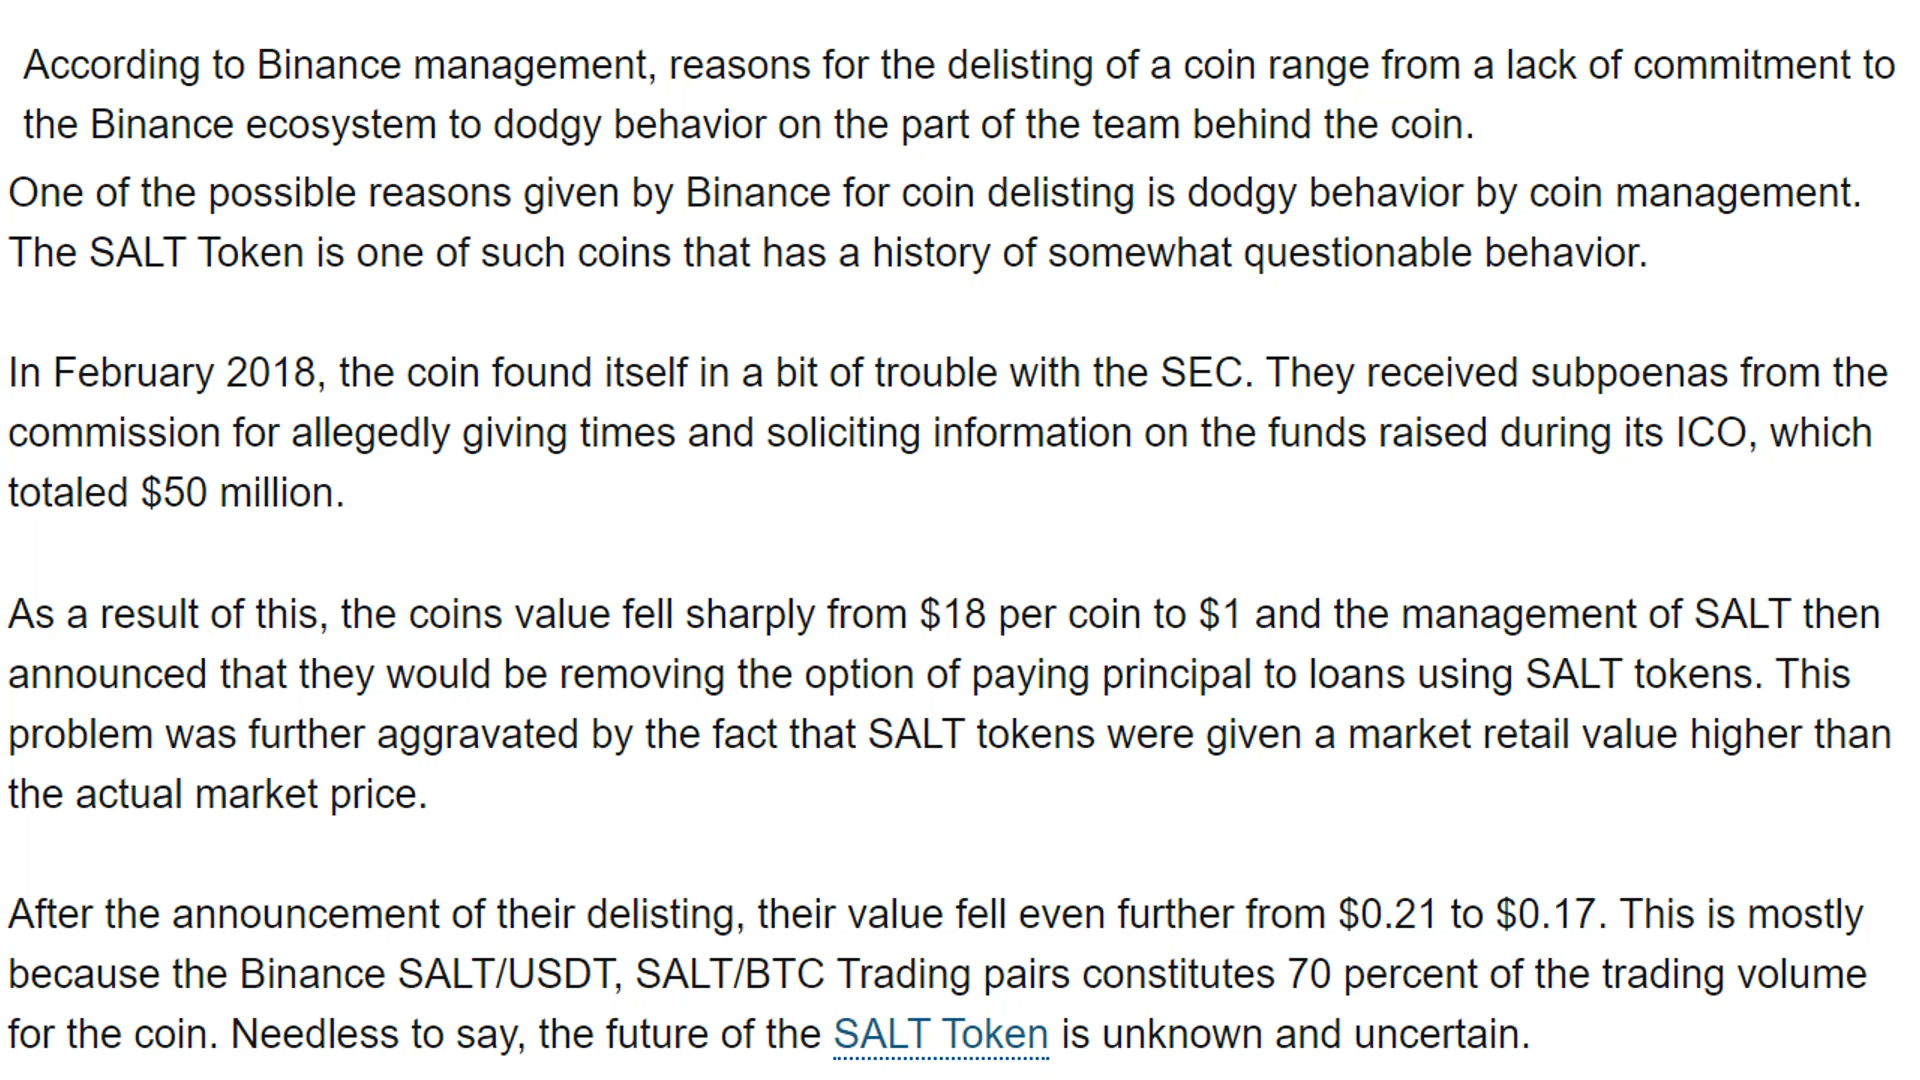 According to Binance management, reasons for the delisting of a coin range from a lack of commitment to
the Binance ecosystem to dodgy behavior on the part of the team behind the coin.
One of the possible reasons given by Binance for coin delisting is dodgy behavior by coin management.
The SALT Token is one of such coins that has a history of somewhat questionable behavior.
In February 2018, the coin found itself in a bit of trouble with the SEC. They received subpoenas from the
commission for allegedly giving times and soliciting information on the funds raised during its ICO, which
totaled $50 million.
As a result of this, the coins value fell sharply from $18 per coin to $1 and the management of SALT then
announced that they would be removing the option of paying principal to loans using SALT tokens. This
problem was further aggravated by the fact that SALT tokens were given a market retail value higher than
the actual market price.
After the announcement of their delisting, their value fell even further from $0.21 to $0.17. This is mostly
because the Binance SALT/USDT, SALT/BTC Trading pairs constitutes 70 percent of the trading volume
for the coin. Needless to say, the future of the SALT Token is unknown and uncertain.